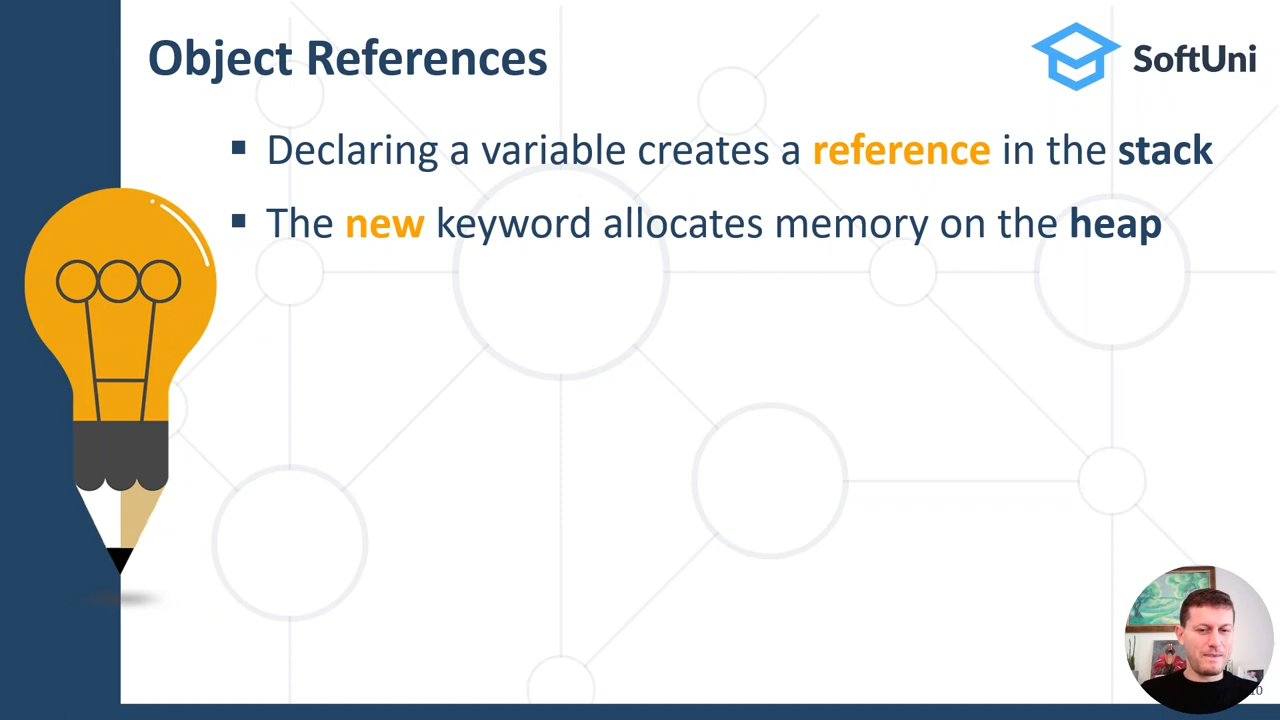 Object References
SoftUni
▪ Declaring a variable creates a reference in the stack
▪ The new keyword allocates memory on the heap